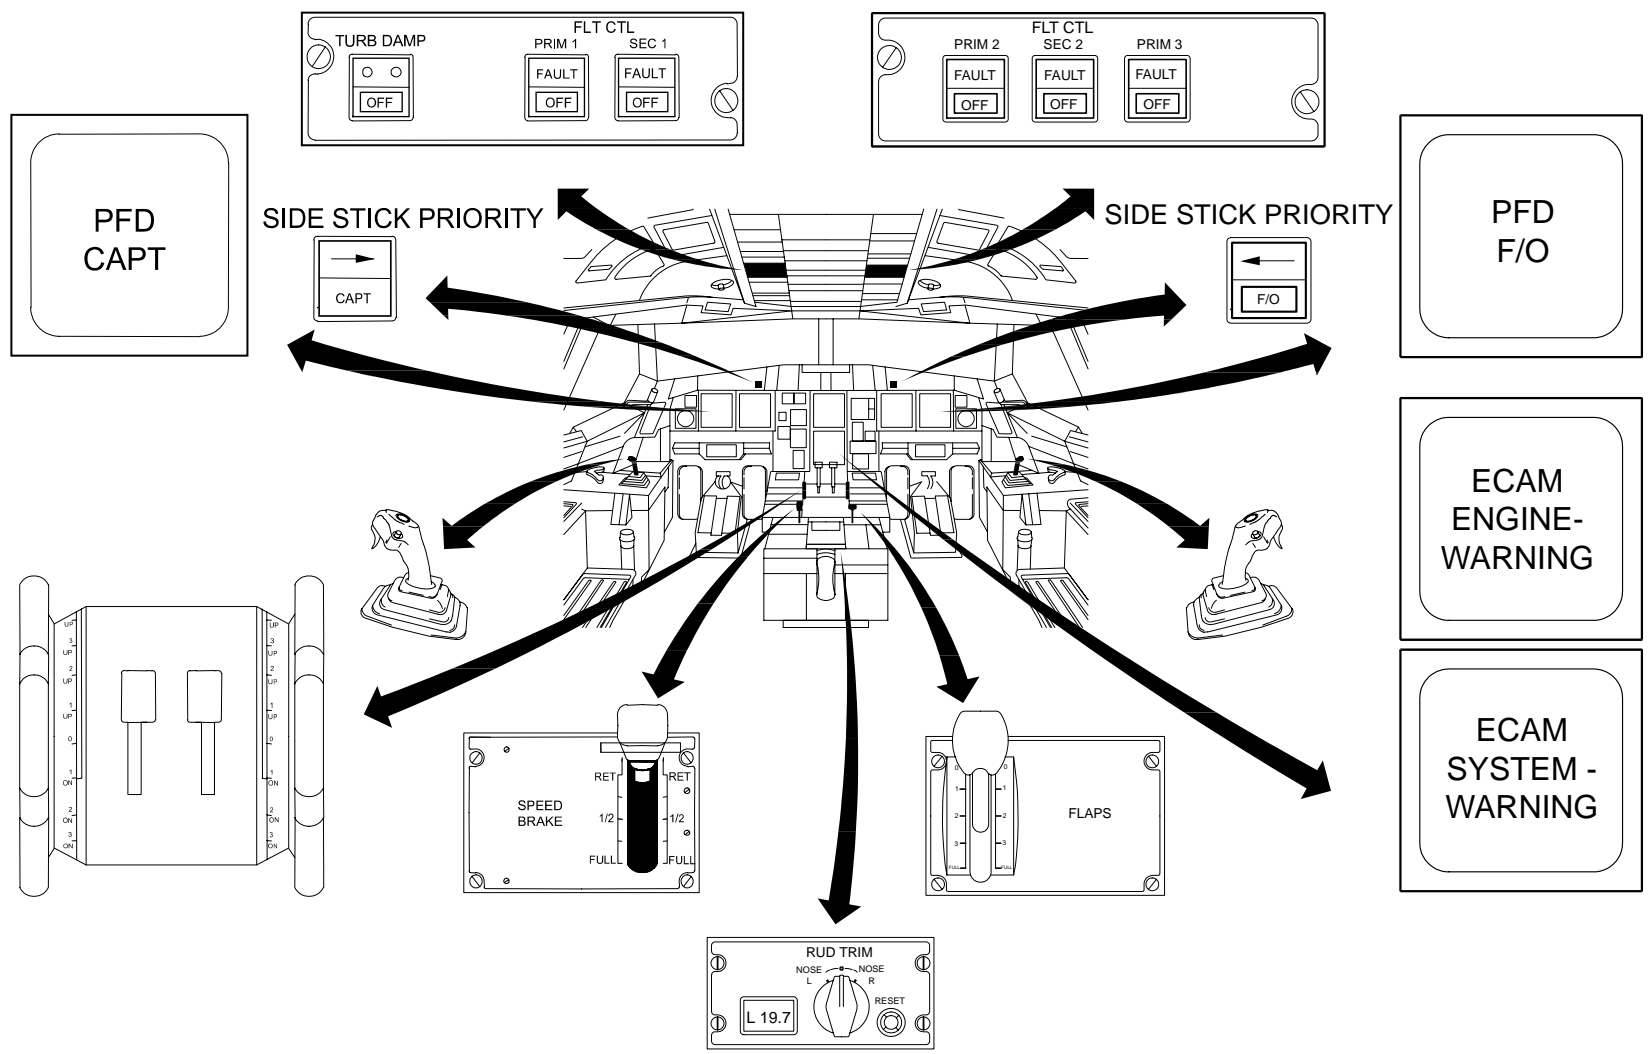 FLT CTL
TURB DAMP
PRIM 1
SEC 1
FAULT
FAULT
OFF
OFF
OFF
FLT CTL
PRIM 2
SEC 2
PRIM 3
FAULT
FAULT
FAULT
OFF
OFF
OFF
PFD
CAPT
SIDE STICK PRIORITY
CAPT
SIDE STICK PRIORITY
F/O
PFD
F/O
ECAM
ENGINE-
WARNING
ECAM
SYSTEM -
WARNING
UP
3
UP
2
UP
1
UP
0
1
ON
2
ON
3
ON
UP
3
UP
2
UP
1
UP
0
1
ON
2
ON
3
ON
SPEED
BRAKE
RET
RET
1/2
1/2
FULL
FULL
0
0
1
1
2
2
3
3
FULL
FULL
FLAPS
RUD TRIM
NOSE
NOSE
L
0
R
RESET
L 19.7